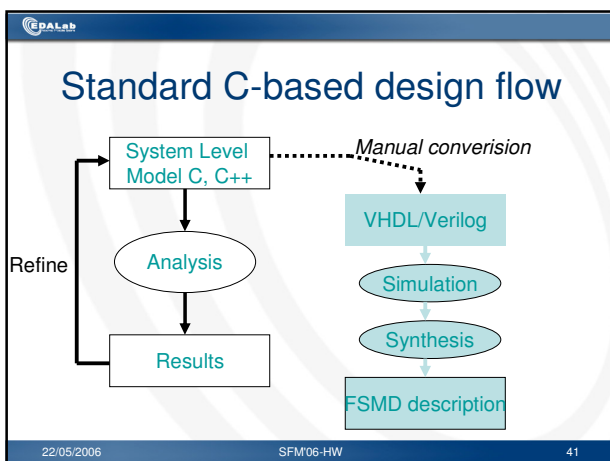 EDALab
Standard C-based design flow
System Level
Model C, C++
Manual converision
VHDL/Verilog
Refine
Analysis
Simulation
Synthesis
Results
FSMD description
22/05/2006 SFM'06-HW 41